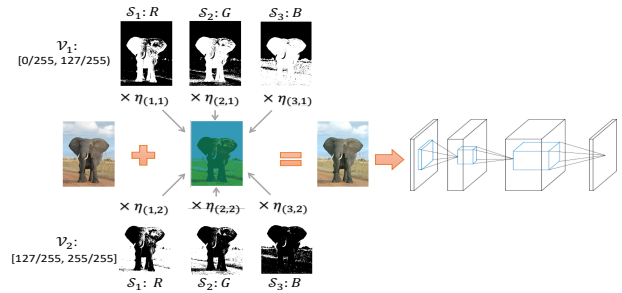 𝒮₁: R 𝒮₂: G 𝒮₃: B
𝒱₁:
[0/255, 127/255)
× η₍₁,₁₎ × η₍₂,₁₎ × η₍₃,₁₎
× η₍₁,₂₎ × η₍₂,₂₎ × η₍₃,₂₎
𝒱₂:
[127/255, 255/255]
𝒮₁: R 𝒮₂: G 𝒮₃: B